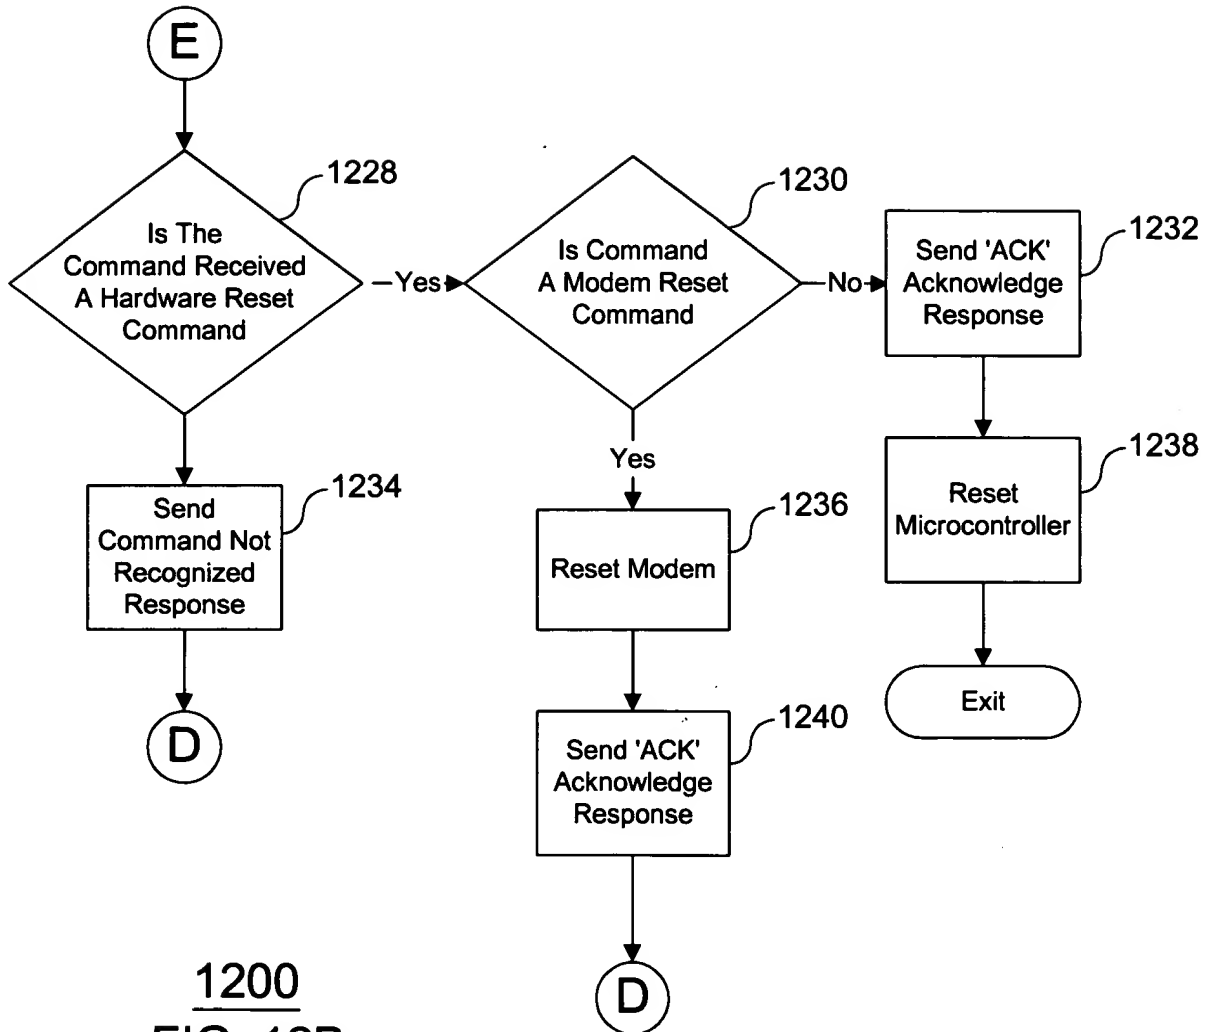 E
1228
Is The
Command Received
A Hardware Reset
Command
Yes
1230
Is Command
A Modem Reset
Command
No
1232
Send 'ACK'
Acknowledge
Response
1234
Send
Command Not
Recognized
Response
D
Yes
1236
Reset Modem
1238
Reset
Microcontroller
Exit
1240
Send 'ACK'
Acknowledge
Response
D
1200